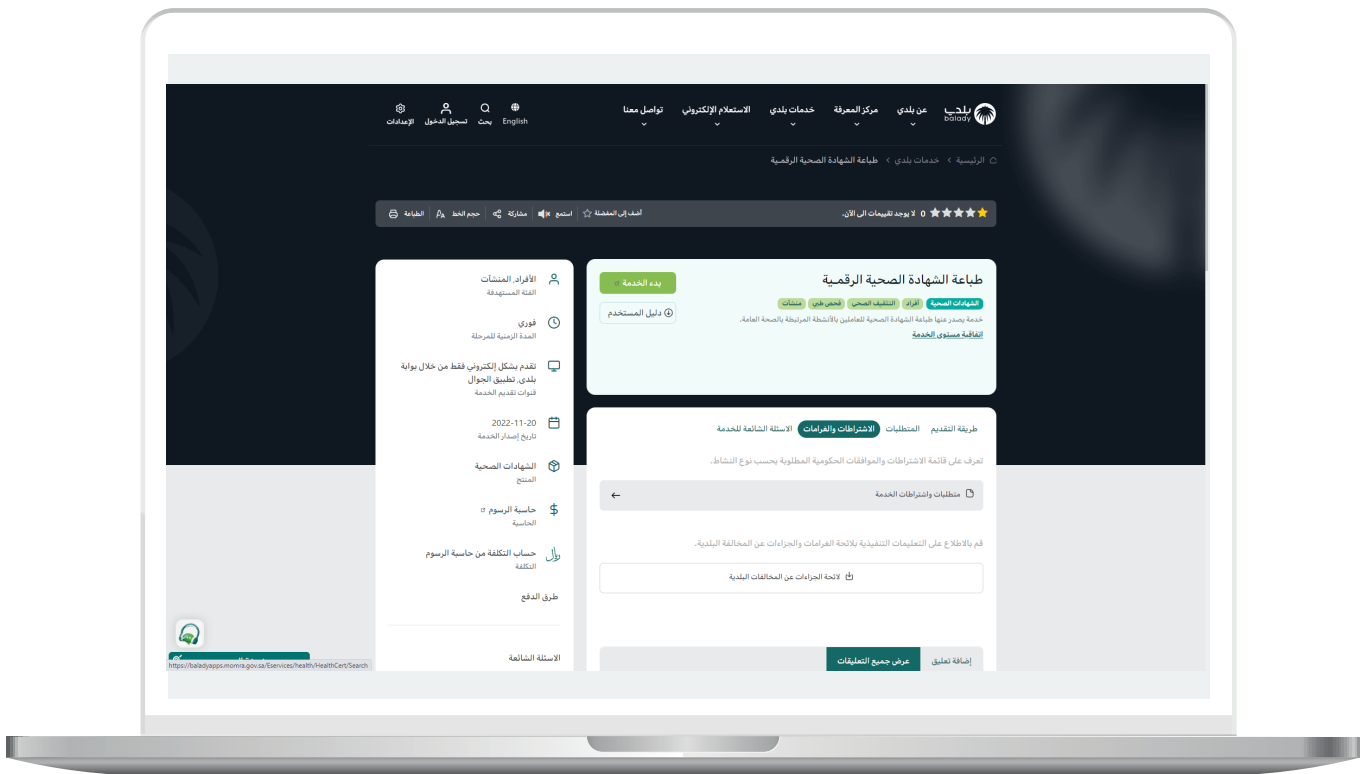 بلدي
balady
عن بلدي
مركز المعرفة
خدمات بلدي
الاستعلام الإلكتروني
تواصل معنا
English
بحث
تسجيل الدخول
الإعدادات
الرئيسية > خدمات بلدي > طباعة الشهادة الصحية الرقمية
0 لا يوجد تقييمات الى الآن.
أضف إلى المفضلة
استمع
مشاركة
حجم الخط
الطباعة
طباعة الشهادة الصحية الرقمية
الشهادات الصحية
أفراد
التثقيف الصحي
فحص طبي
منشآت
خدمة يصدر عنها طباعة الشهادة الصحية للعاملين بالأنشطة المرتبطة بالصحة العامة.
اتفاقية مستوى الخدمة
بدء الخدمة
دليل المستخدم
طريقة التقديم
المتطلبات
الاشتراطات والغرامات
الاسئلة الشائعة للخدمة
تعرف على قائمة الاشتراطات والموافقات الحكومية المطلوبة بحسب نوع النشاط.
متطلبات واشتراطات الخدمة
قم بالاطلاع على التعليمات التنفيذية بلائحة الغرامات والجزاءات عن المخالفة البلدية.
لائحة الجزاءات عن المخالفات البلدية
إضافة تعليق
عرض جميع التعليقات
الأفراد, المنشآت
الفئة المستهدفة
فوري
المدة الزمنية للمرحلة
تقدم بشكل إلكتروني فقط من خلال بوابة
بلدي, تطبيق الجوال
قنوات تقديم الخدمة
2022-11-20
تاريخ إصدار الخدمة
الشهادات الصحية
المنتج
حاسبة الرسوم
الحاسبة
حساب التكلفة من حاسبة الرسوم
التكلفة
طرق الدفع
الاسئلة الشائعة
https://baladyapps.momra.gov.sa/Eservices/health/HealthCert/Search